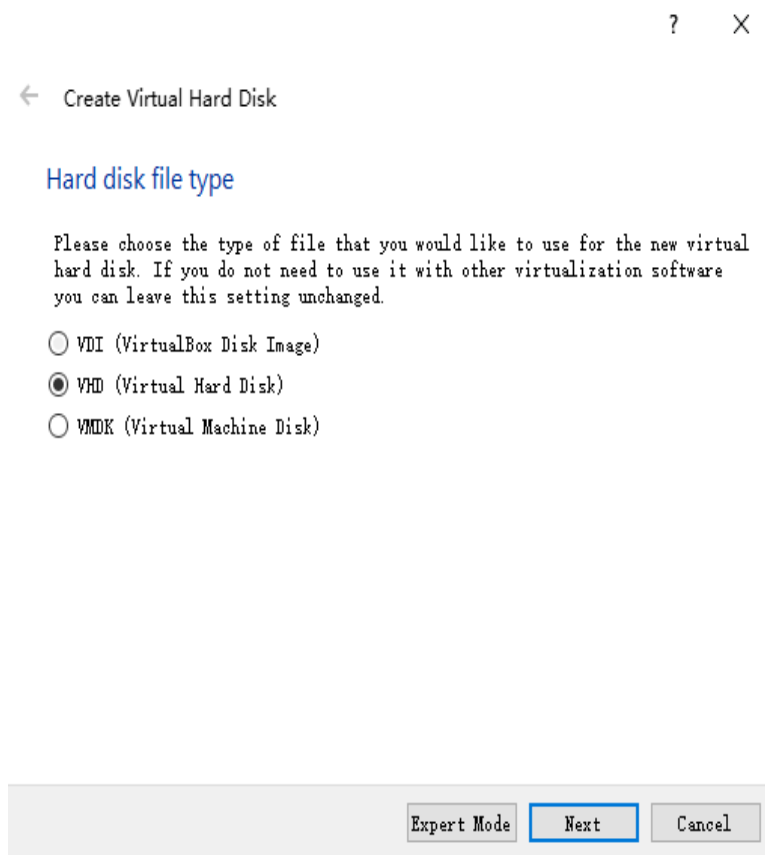 ?
Create Virtual Hard Disk
Hard disk file type
Please choose the type of file that you would like to use for the new virtual
hard disk. If you do not need to use it with other virtualization software
you can leave this setting unchanged.
VDI (VirtualBox Disk Image)
VHD (Virtual Hard Disk)
VMDK (Virtual Machine Disk)
Expert Mode Next Cancel